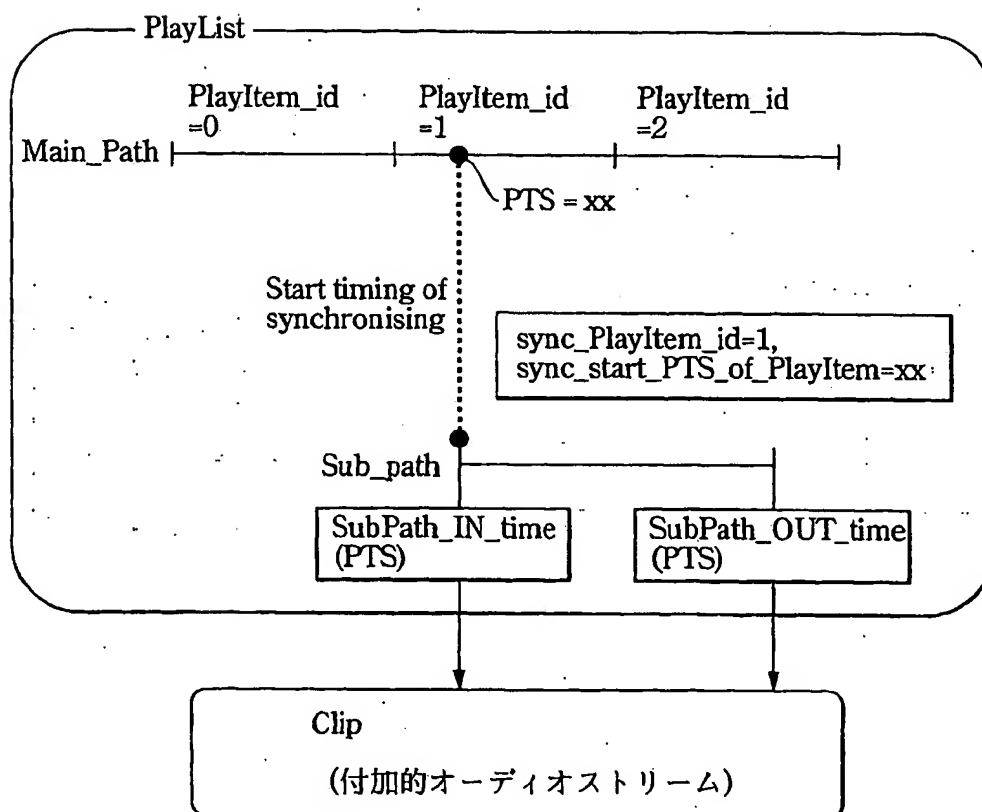 PlayList
PlayItem_id
=0
PlayItem_id
=1
PlayItem_id
=2
Main_Path
PTS = xx
Start timing of
synchronising
sync_PlayItem_id=1,
sync_start_PTS_of_PlayItem=xx
Sub_path
SubPath_IN_time
(PTS)
SubPath_OUT_time
(PTS)
Clip
(付加的オーディオストリーム)